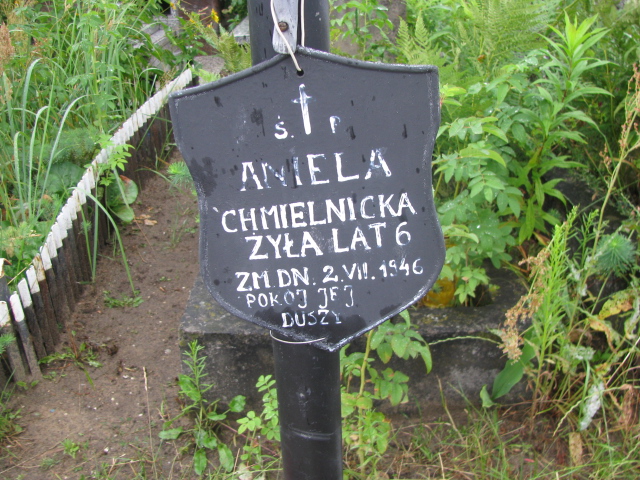 Ś P
ANIELA
CHMIELNICKA
ŻYŁA LAT 6
ZM. DN. 2. VII. 1946
POKÓJ JEJ
DUSZY